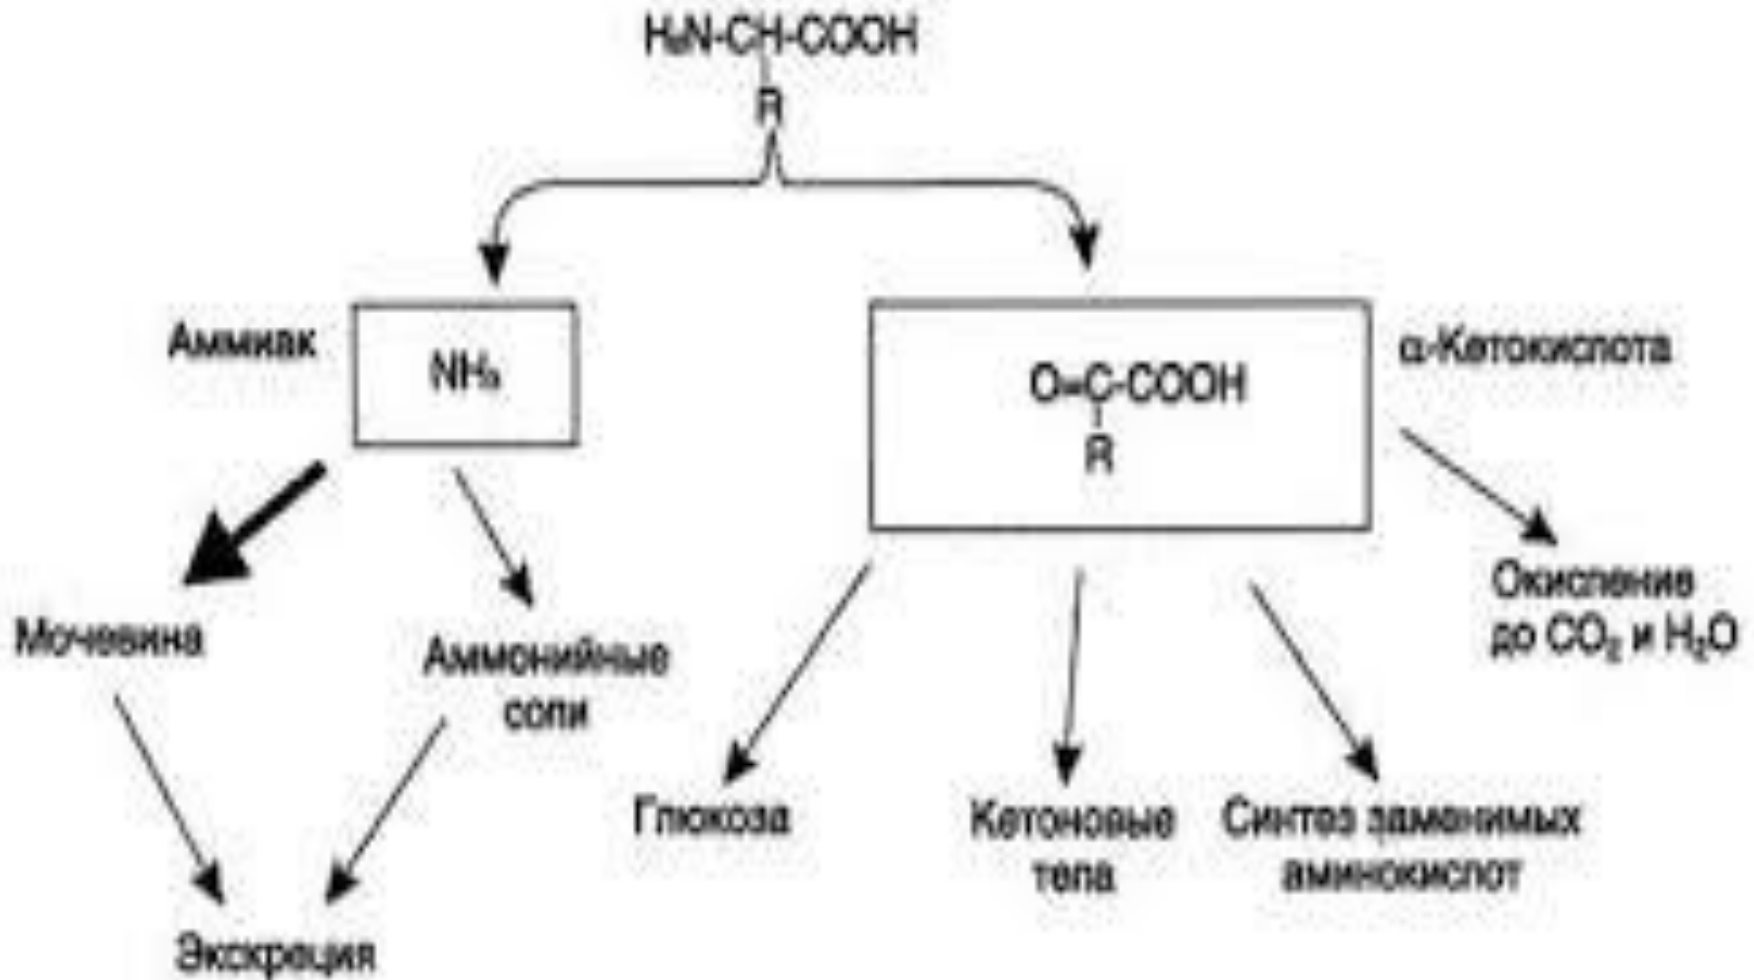 H₂N-CH-COOH
R
Аммиак
NH₃
α-Кетокислота
O=C-COOH
R
Мочевина
Аммонийные
соли
Окисление
до CO₂ и H₂O
Глюкоза
Кетоновые
тела
Синтез заменимых
аминокислот
Экскреция